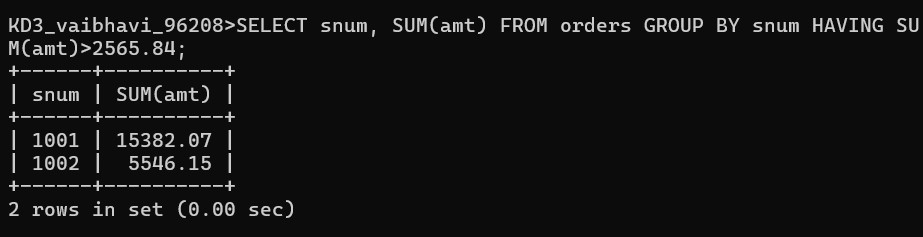 KD3_vaibhavi_96208>SELECT snum, SUM(amt) FROM orders GROUP BY snum HAVING SU
M(amt)>2565.84;
+------+----------+
| snum | SUM(amt) |
+------+----------+
| 1001 | 15382.07 |
| 1002 |  5546.15 |
+------+----------+
2 rows in set (0.00 sec)